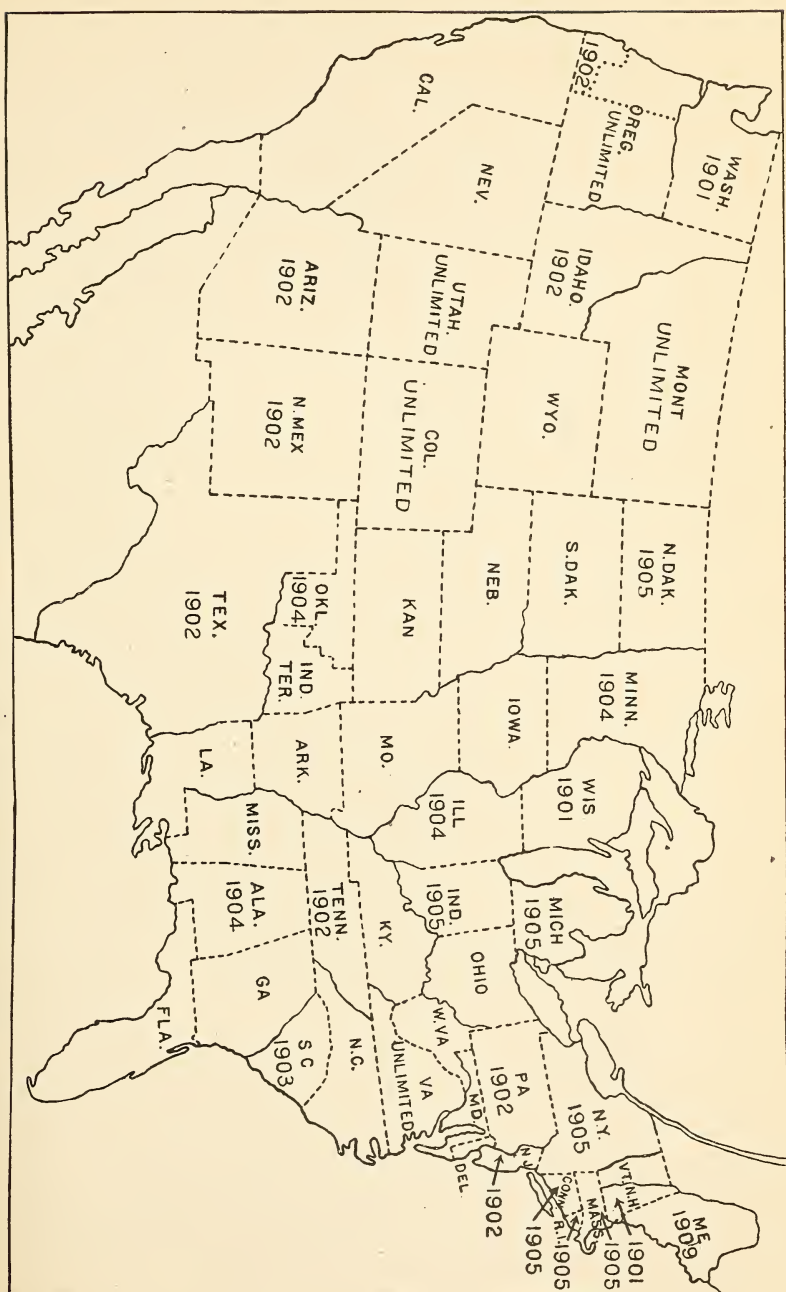 WASH.
1901
OREG.
UNLIMITED
1902
CAL.
NEV.
IDAHO.
1902
MONT
UNLIMITED
WYO.
UTAH.
UNLIMITED
COL.
UNLIMITED
ARIZ.
1902
N.MEX
1902
N.DAK.
1905
S.DAK.
NEB.
KAN
OKL.
1904
IND.
TER.
TEX.
1902
MINN.
1904
IOWA.
MO.
ARK.
LA.
WIS
1901
ILL
1904
MICH
1905
IND.
1905
OHIO
KY.
TENN.
1902
MISS.
ALA.
1904
GA
FLA.
S C
1903
N.C.
VA
UNLIMITED
W.VA
MD.
DEL.
PA
1902
N.J.
1902
N.Y.
1905
VT.
N.H.
1901
MASS
1905
CONN.
1905
R.I.
1905
ME
1909